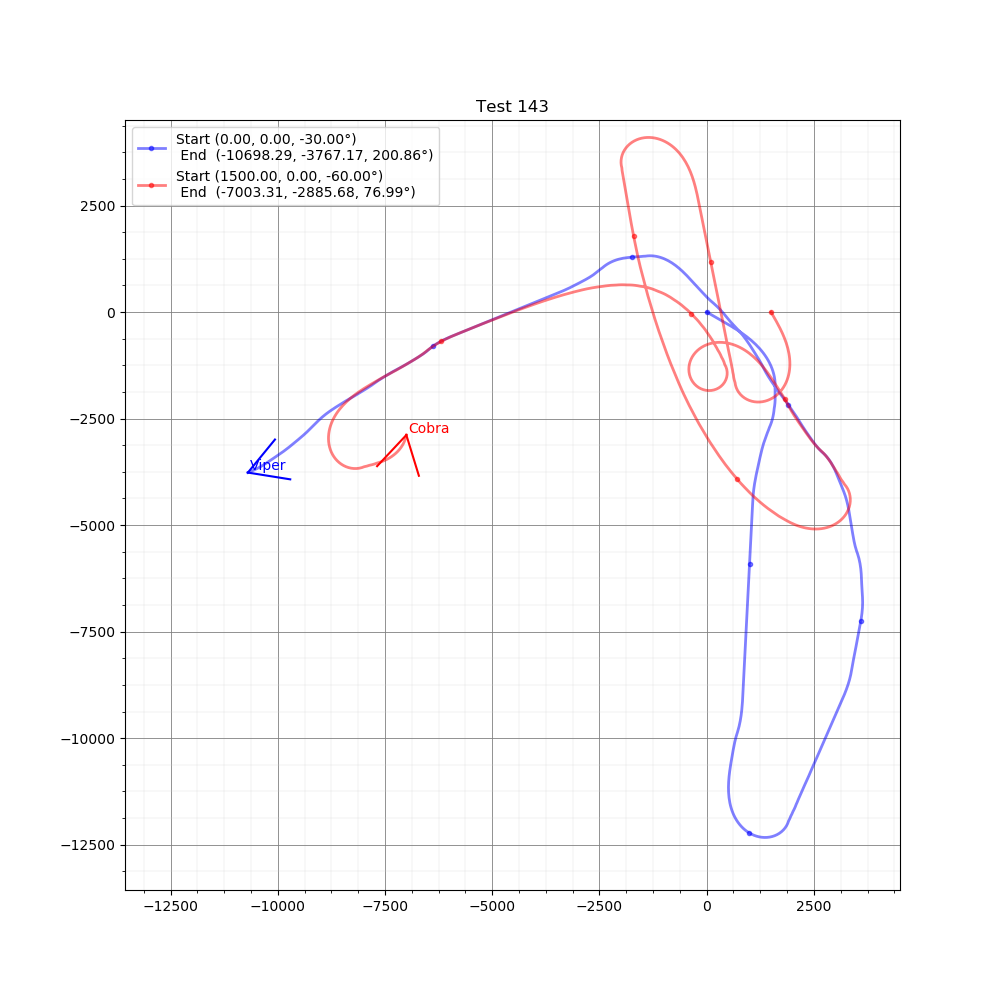 Test 143
Start (0.00, 0.00, -30.00°)
End (-10698.29, -3767.17, 200.86°)
Start (1500.00, 0.00, -60.00°)
End (-7003.31, -2885.68, 76.99°)
2500
0
−2500
−5000
−7500
−10000
−12500
Cobra
Viper
−12500 −10000 −7500 −5000 −2500 0 2500